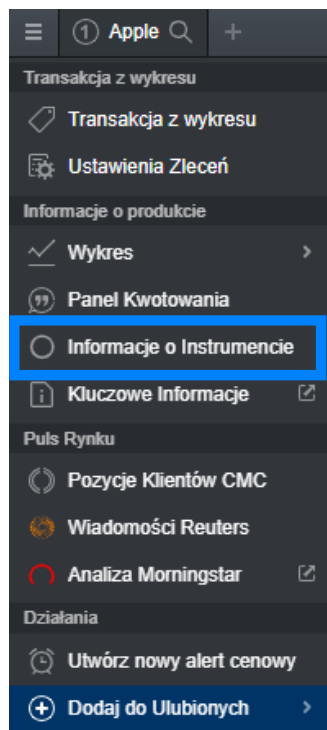 1 Apple
Transakcja z wykresu
Transakcja z wykresu
Ustawienia Zleceń
Informacje o produkcie
Wykres
Panel Kwotowania
Informacje o Instrumencie
Kluczowe Informacje
Puls Rynku
Pozycje Klientów CMC
Wiadomości Reuters
Analiza Morningstar
Działania
Utwórz nowy alert cenowy
Dodaj do Ulubionych